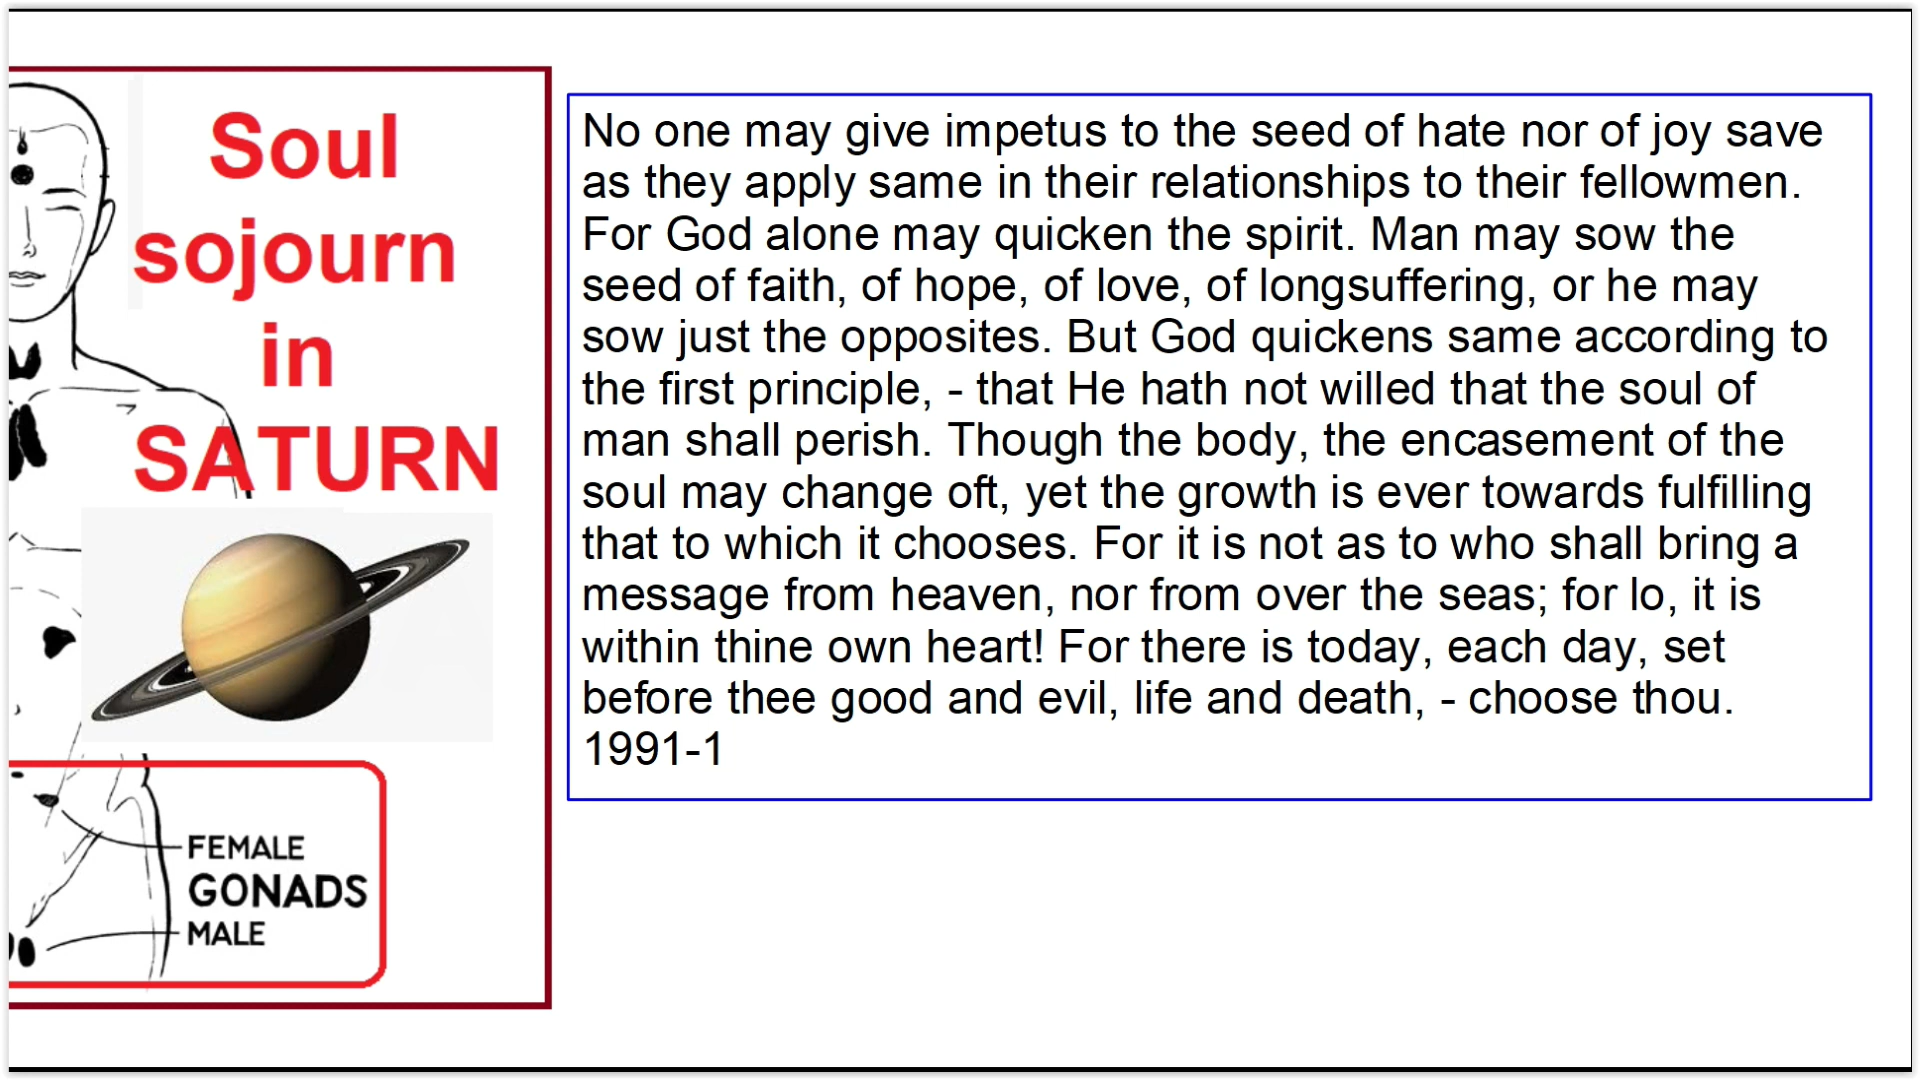 Soul
sojourn
in
SATURN
FEMALE
GONADS
MALE
No one may give impetus to the seed of hate nor of joy save
as they apply same in their relationships to their fellowmen.
For God alone may quicken the spirit. Man may sow the
seed of faith, of hope, of love, of longsuffering, or he may
sow just the opposites. But God quickens same according to
the first principle, - that He hath not willed that the soul of
man shall perish. Though the body, the encasement of the
soul may change oft, yet the growth is ever towards fulfilling
that to which it chooses. For it is not as to who shall bring a
message from heaven, nor from over the seas; for lo, it is
within thine own heart! For there is today, each day, set
before thee good and evil, life and death, - choose thou.
1991-1